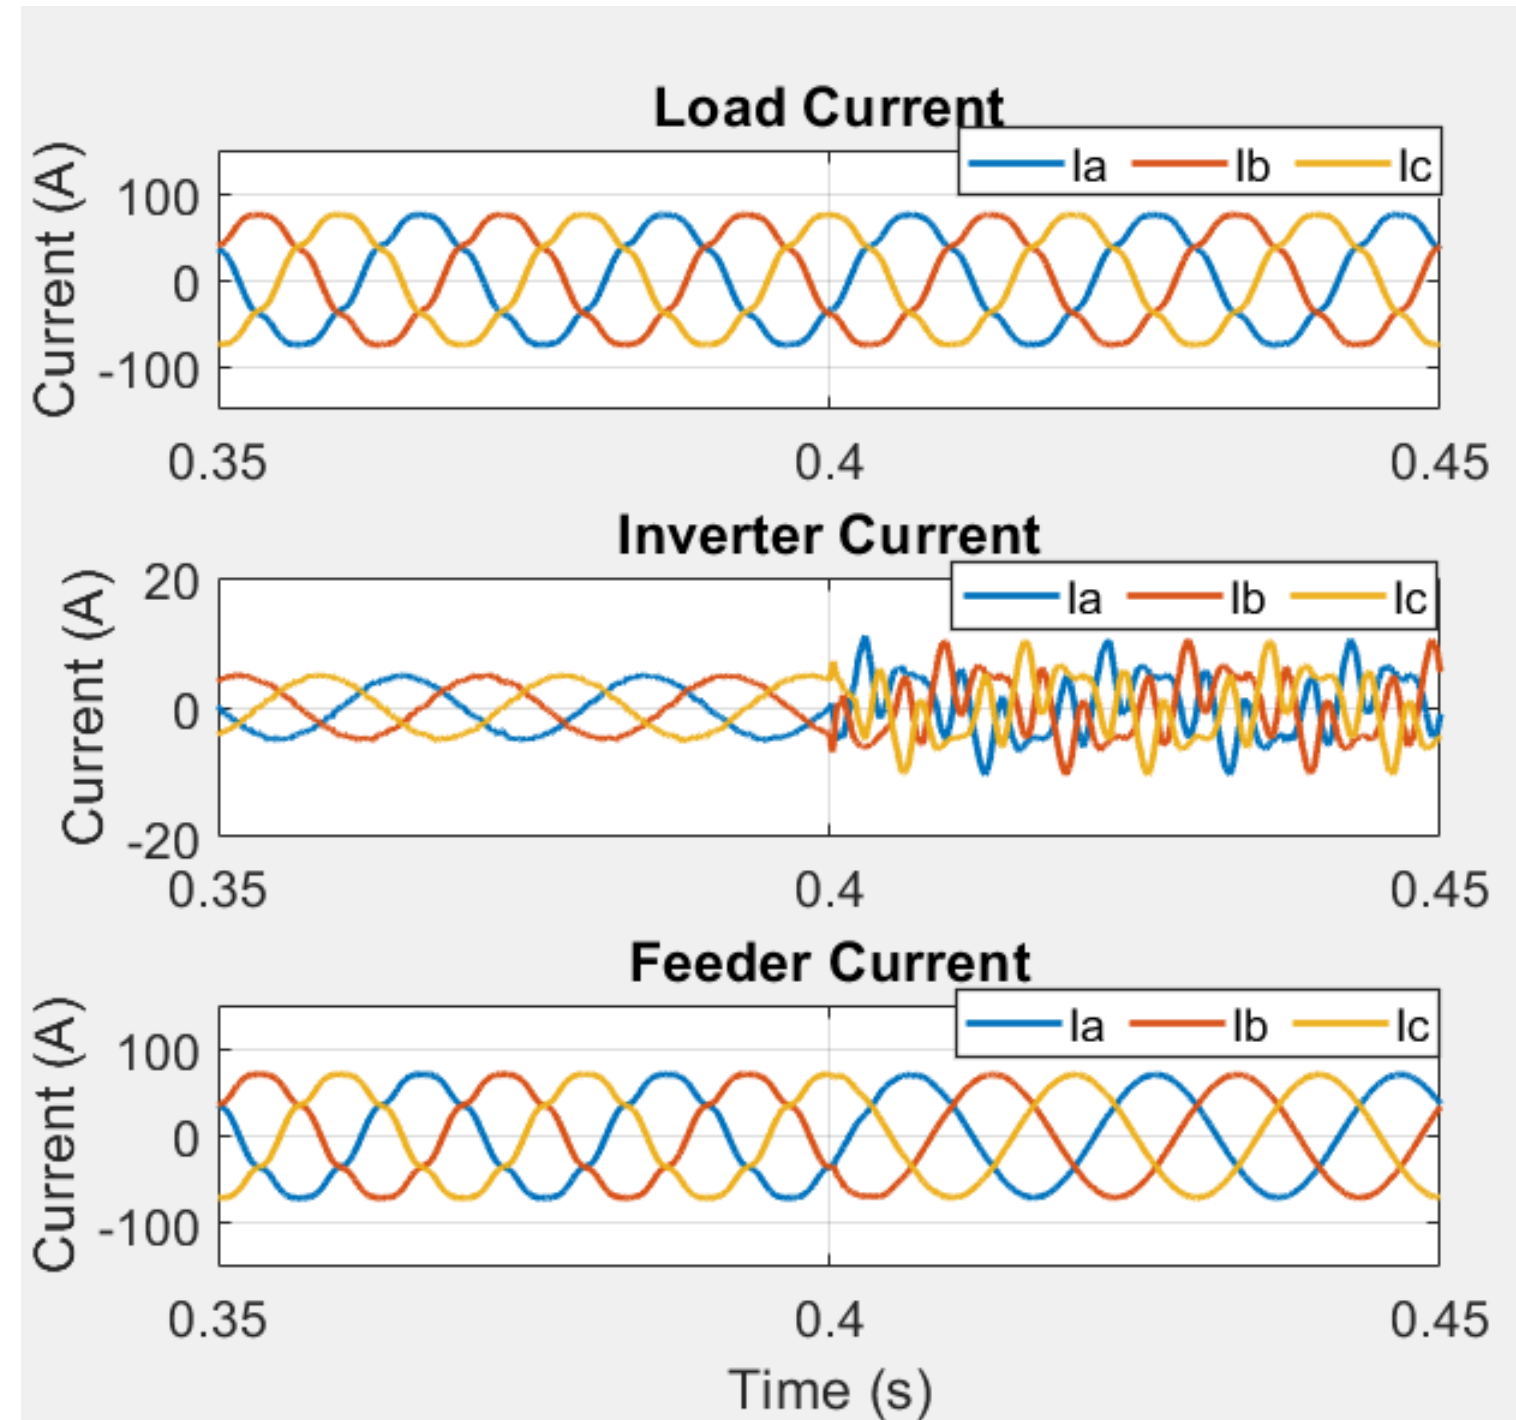 Load Current
Ia Ib Ic
Current (A)
100
0
-100
0.35 0.4 0.45
Inverter Current
Ia Ib Ic
Current (A)
20
0
-20
0.35 0.4 0.45
Feeder Current
Ia Ib Ic
Current (A)
100
0
-100
0.35 0.4 0.45
Time (s)